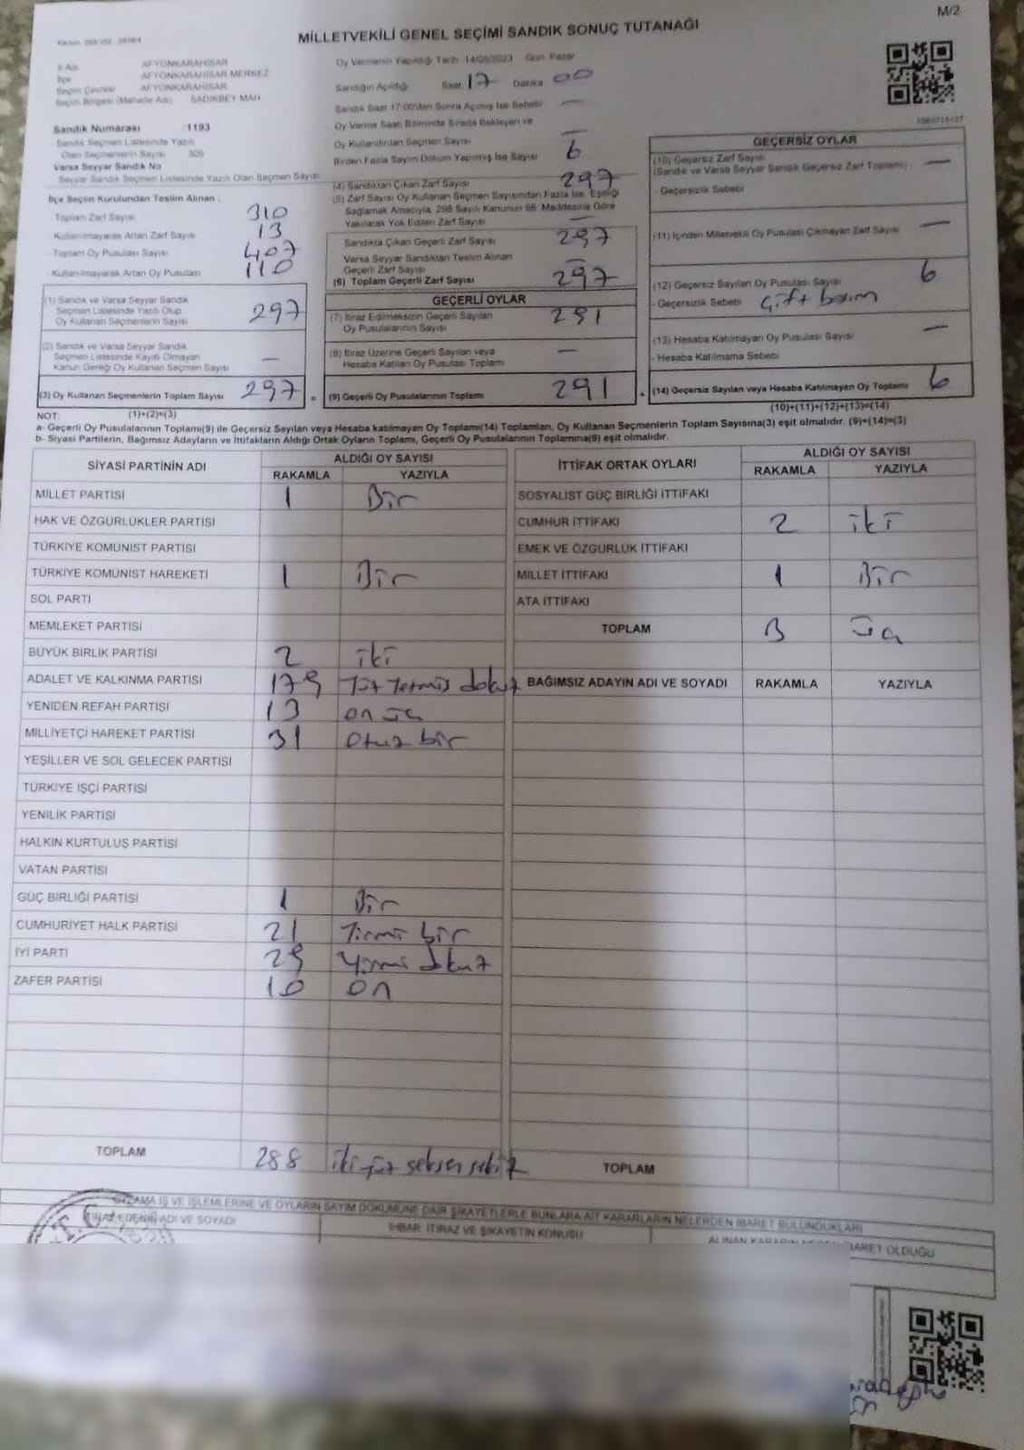 M/2
MİLLETVEKİLİ GENEL SEÇİMİ SANDIK SONUÇ TUTANAĞI
İl Adı AFYONKARAHİSAR
İlçe AFYONKARAHİSAR MERKEZ
Seçim Çevresi AFYONKARAHİSAR
Seçim Bölgesi (Mahalle Adı) SADIKBEY MAH
Oy Vermenin Yapıldığı Tarih 14/05/2023 Gün Pazar
Sandığın Açıldığı Saat 17 Dakika 00
Sandık Saat 17:00'dan Sonra Açılmış İse Sebebi —
Sandık Numarası 1193
Sandık Seçmen Listesinde Yazılı
Olan Seçmenlerin Sayısı 305
Varsa Seyyar Sandık No
Seyyar Sandık Seçmen Listesinde Yazılı Olan Seçmen Sayısı
Oy Verme Saati Bitiminde Sırada Bekleyen ve
Oy Kullandırılan Seçmen Sayısı —
Birden Fazla Sayım Döküm Yapılmış İse Sayısı 6
İlçe Seçim Kurulundan Teslim Alınan :
Toplam Zarf Sayısı 310
Kullanılmayarak Artan Zarf Sayısı 13
Toplam Oy Pusulası Sayısı 407
Kullanılmayarak Artan Oy Pusulası 110
(1) Sandık ve Varsa Seyyar Sandık
Seçmen Listesinde Yazılı Olup
Oy Kullanan Seçmenlerin Sayısı 297
(2) Sandık ve Varsa Seyyar Sandık
Seçmen Listesinde Kayıtlı Olmayan
Kanun Gereği Oy Kullanan Seçmen Sayısı —
(3) Oy Kullanan Seçmenlerin Toplam Sayısı 297
(4) Sandıktan Çıkan Zarf Sayısı 297
(5) Zarf Sayısı Oy Kullanan Seçmen Sayısından Fazla İse, Eşitliği
Sağlamak Amacıyla, 298 Sayılı Kanunun 98. Maddesine Göre
Yakılarak Yok Edilen Zarf Sayısı —
Sandıkta Çıkan Geçerli Zarf Sayısı 297
Varsa Seyyar Sandıktan Teslim Alınan
Geçerli Zarf Sayısı —
(6) Toplam Geçerli Zarf Sayısı 297
GEÇERLİ OYLAR
(7) İtiraz Edilmeksizin Geçerli Sayılan
Oy Pusulalarının Sayısı 291
(8) İtiraz Üzerine Geçerli Sayılan veya
Hesaba Katılan Oy Pusulası Toplamı —
(9) Geçerli Oy Pusulalarının Toplamı 291
GEÇERSİZ OYLAR
(10) Geçersiz Zarf Sayısı
(Sandık ve Varsa Seyyar Sandık Geçersiz Zarf Toplamı) —
- Geçersizlik Sebebi
(11) İçinden Milletvekili Oy Pusulası Çıkmayan Zarf Sayısı —
(12) Geçersiz Sayılan Oy Pusulası Sayısı 6
- Geçersizlik Sebebi çift basım
(13) Hesaba Katılmayan Oy Pusulası Sayısı —
- Hesaba Katılmama Sebebi
(14) Geçersiz Sayılan veya Hesaba Katılmayan Oy Toplamı 6
NOT: (1)+(2)=(3) (10)+(11)+(12)+(13)=(14)
a- Geçerli Oy Pusulalarının Toplamı(9) ile Geçersiz Sayılan veya Hesaba katılmayan Oy Toplamı(14) Toplamları, Oy Kullanan Seçmenlerin Toplam Sayısına(3) eşit olmalıdır. (9)+(14)=(3)
b- Siyasi Partilerin, Bağımsız Adayların ve İttifakların Aldığı Ortak Oyların Toplamı, Geçerli Oy Pusulalarının Toplamına(9) eşit olmalıdır.
SİYASİ PARTİNİN ADI ALDIĞI OY SAYISI
RAKAMLA YAZIYLA
MİLLET PARTİSİ 1 Bir
HAK VE ÖZGÜRLÜKLER PARTİSİ
TÜRKİYE KOMÜNİST PARTİSİ
TÜRKİYE KOMÜNİST HAREKETİ 1 Bir
SOL PARTİ
MEMLEKET PARTİSİ
BÜYÜK BİRLİK PARTİSİ 2 iki
ADALET VE KALKINMA PARTİSİ 179 Yüz Yetmiş dokuz
YENİDEN REFAH PARTİSİ 13 on üç
MİLLİYETÇİ HAREKET PARTİSİ 31 Otuz bir
YEŞİLLER VE SOL GELECEK PARTİSİ
TÜRKİYE İŞÇİ PARTİSİ
YENİLİK PARTİSİ
HALKIN KURTULUŞ PARTİSİ
VATAN PARTİSİ
GÜÇ BİRLİĞİ PARTİSİ 1 Bir
CUMHURİYET HALK PARTİSİ 21 Yirmi bir
İYİ PARTİ 29 Yirmi dokuz
ZAFER PARTİSİ 10 on
TOPLAM 288 iki yüz seksen sekiz
İTTİFAK ORTAK OYLARI ALDIĞI OY SAYISI
RAKAMLA YAZIYLA
SOSYALİST GÜÇ BİRLİĞİ İTTİFAKI
CUMHUR İTTİFAKI 2 iki
EMEK VE ÖZGÜRLÜK İTTİFAKI
MİLLET İTTİFAKI 1 Bir
ATA İTTİFAKI
TOPLAM 3 üç
BAĞIMSIZ ADAYIN ADI VE SOYADI RAKAMLA YAZIYLA
TOPLAM
İŞ VE İŞLEMLERİNE VE OYLARIN SAYIM DÖKÜMÜNE DAİR ŞİKAYETLERLE BUNLARA AİT KARARLARIN NELERDEN İBARET BULUNDUKLARI
İTİRAZ EDENİN ADI VE SOYADI
İHBAR, İTİRAZ VE ŞİKAYETİN KONUSU
ALINAN KARARIN İBARET OLDUĞU
T.C.